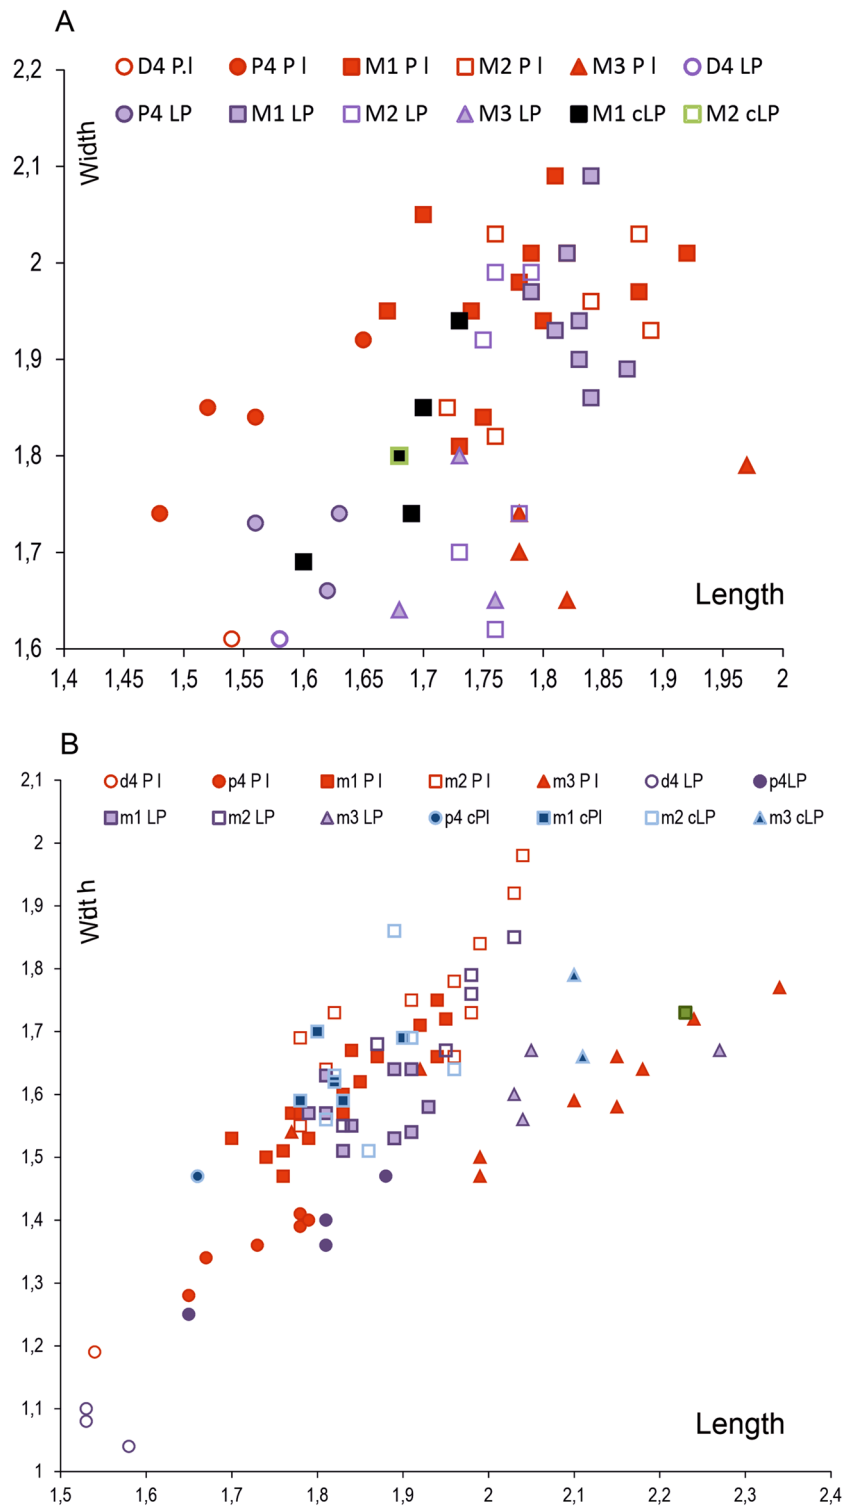 A
D4 P.l P4 P l M1 P l M2 P l M3 P l D4 LP
P4 LP M1 LP M2 LP M3 LP M1 cLP M2 cLP
Width
2,2
2,1
2
1,9
1,8
1,7
1,6
Length
1,4 1,45 1,5 1,55 1,6 1,65 1,7 1,75 1,8 1,85 1,9 1,95 2
B
d4 P l p4 P l m1 P l m2 P l m3 P l d4 LP p4LP
m1 LP m2 LP m3 LP p4 cPl m1 cPl m2 cLP m3 cLP
Widt h
2,1
2
1,9
1,8
1,7
1,6
1,5
1,4
1,3
1,2
1,1
1
Length
1,5 1,6 1,7 1,8 1,9 2 2,1 2,2 2,3 2,4